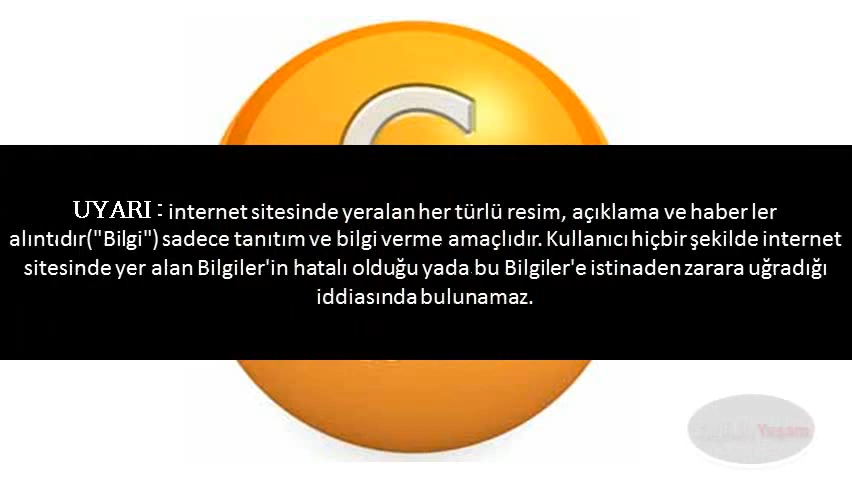 C
UYARI : internet sitesinde yeralan her türlü resim, açıklama ve haber ler
alıntıdır("Bilgi") sadece tanıtım ve bilgi verme amaçlıdır. Kullanıcı hiçbir şekilde internet
sitesinde yer alan Bilgiler'in hatalı olduğu yada bu Bilgiler'e istinaden zarara uğradığı
iddiasında bulunamaz.
Yaşam